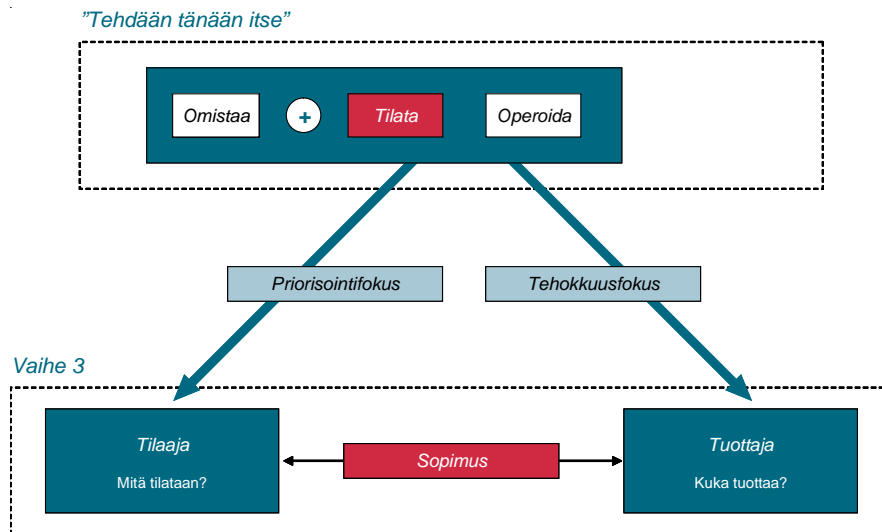 ”Tehdään tänään itse”
Omistaa
+
Tilata
Operoida
Priorisointifokus
Tehokkuusfokus
Vaihe 3
Tilaaja
Mitä tilataan?
Sopimus
Tuottaja
Kuka tuottaa?